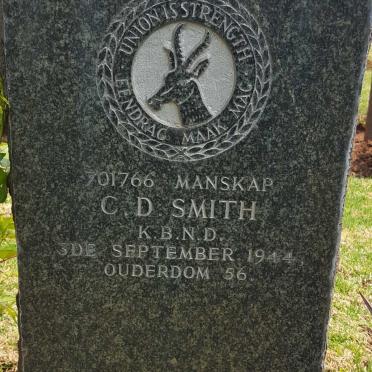 UNION IS STRENGTH
EENDRAG MAAK MAG
701766 MANSKAP
C. D. SMITH
K.B.N.D.
3DE SEPTEMBER 1944
OUDERDOM 56.